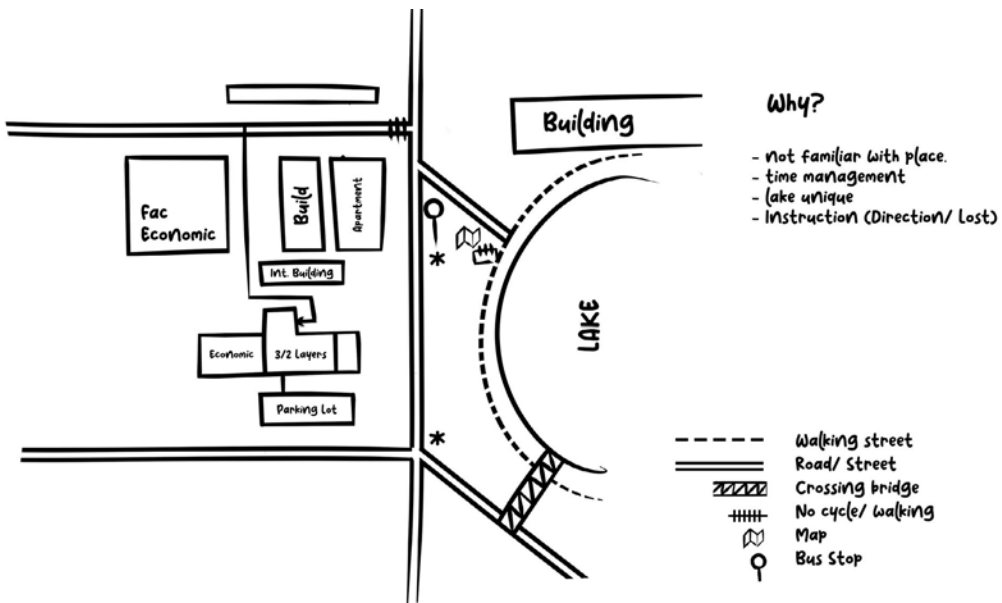 Building
Why?
- not familiar with place.
- time management
- lake unique
- Instruction (Direction/ Lost)
Fac
Economic
Build
Apartment
Int. Building
LAKE
Economic
3/2 Layers
Parking Lot
Walking street
Road/ Street
Crossing bridge
No cycle/ walking
Map
Bus Stop